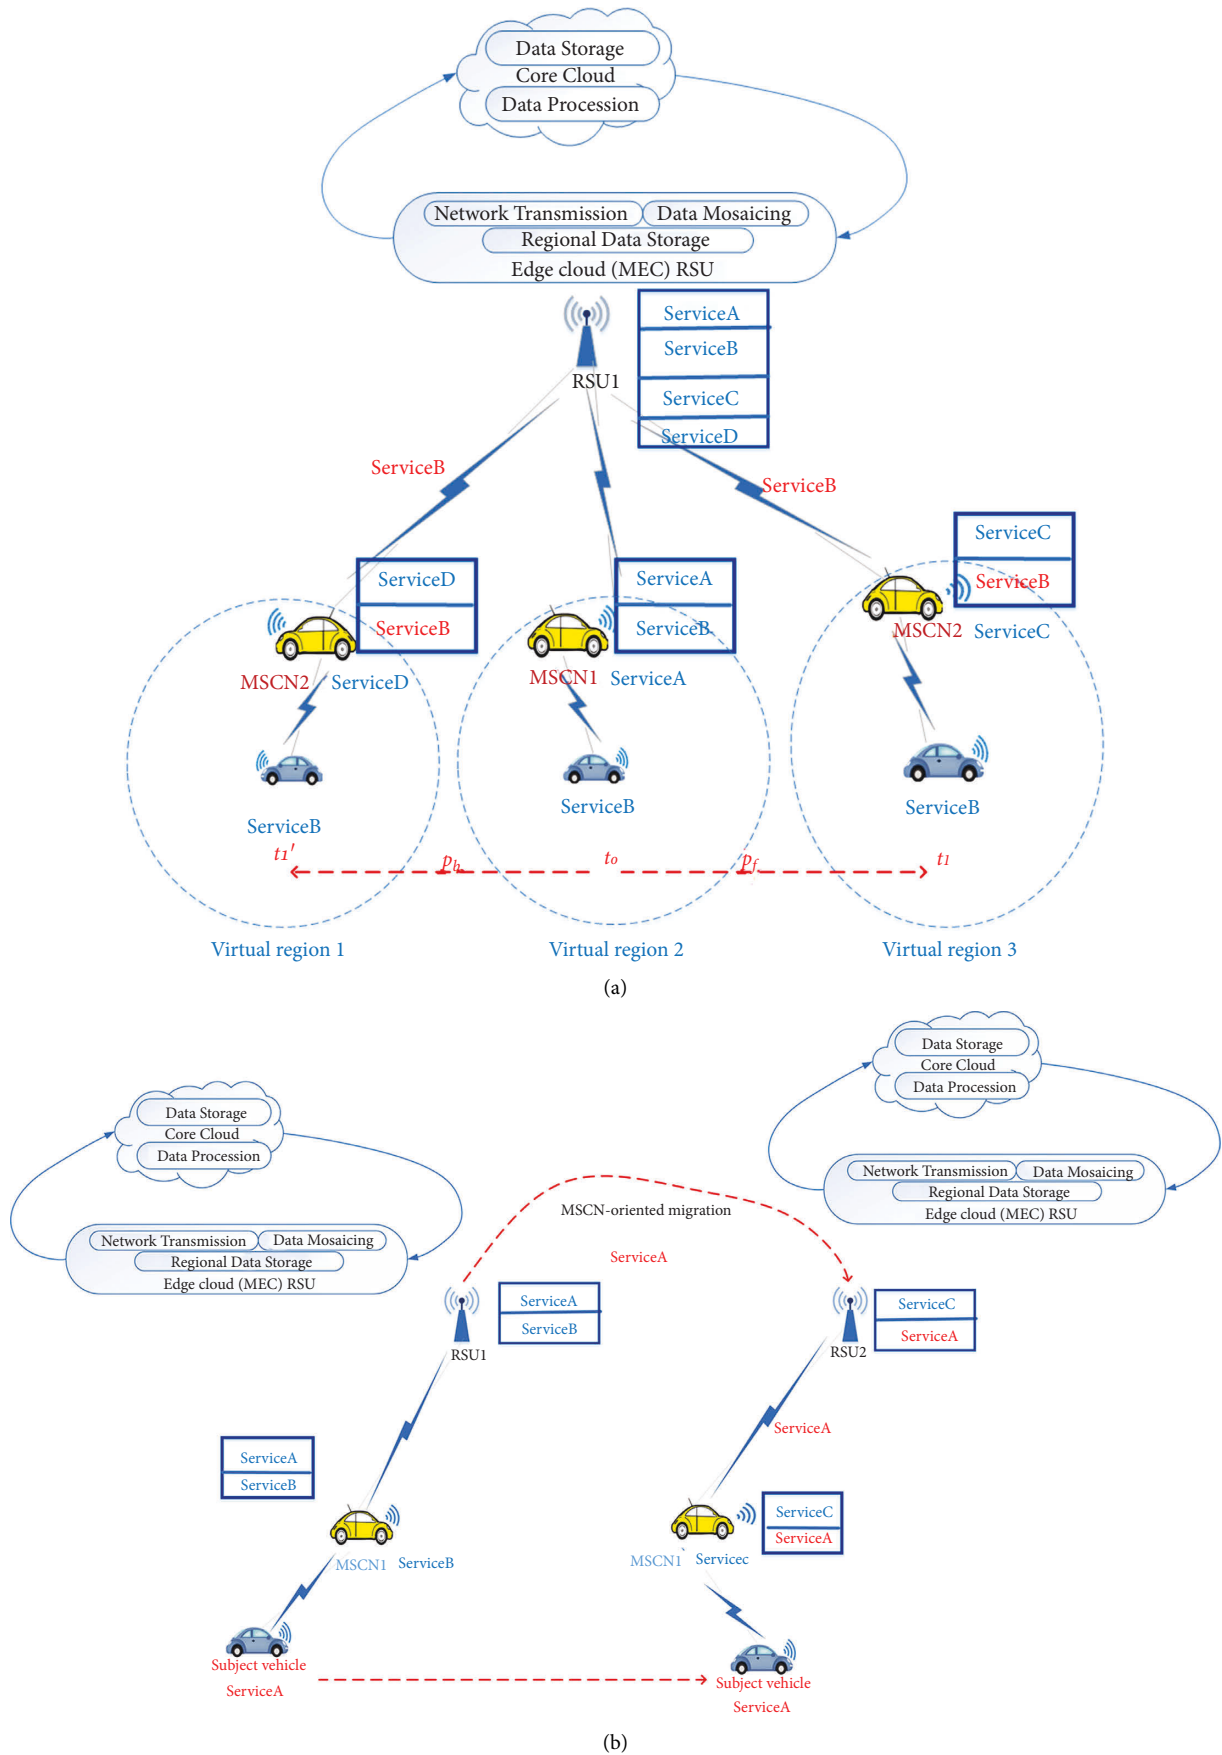 Data Storage
Core Cloud
Data Procession
Network Transmission
Data Mosaicing
Regional Data Storage
Edge cloud (MEC) RSU
ServiceA
ServiceB
ServiceC
ServiceD
RSU1
ServiceB
ServiceB
ServiceD
ServiceB
ServiceA
ServiceB
ServiceC
ServiceB
MSCN2
ServiceD
MSCN1
ServiceA
MSCN2
ServiceC
ServiceB
ServiceB
ServiceB
t1'
Ph
t0
Pf
t1
Virtual region 1
Virtual region 2
Virtual region 3
(a)
Data Storage
Core Cloud
Data Procession
Network Transmission
Data Mosaicing
Regional Data Storage
Edge cloud (MEC) RSU
Data Storage
Core Cloud
Data Procession
Network Transmission
Data Mosaicing
Regional Data Storage
Edge cloud (MEC) RSU
MSCN-oriented migration
ServiceA
ServiceA
ServiceB
RSU1
ServiceC
ServiceA
RSU2
ServiceA
ServiceA
ServiceB
MSCN1
ServiceB
ServiceC
ServiceA
MSCN1
Servicec
Subject vehicle
ServiceA
Subject vehicle
ServiceA
(b)